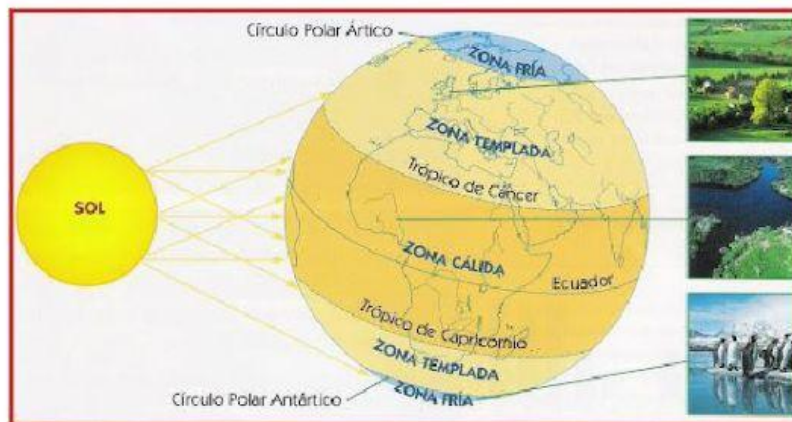 Círculo Polar Ártico
ZONA FRÍA
ZONA TEMPLADA
Trópico de Cáncer
SOL
ZONA CÁLIDA
Ecuador
Trópico de Capricornio
ZONA TEMPLADA
Círculo Polar Antártico
ZONA FRÍA